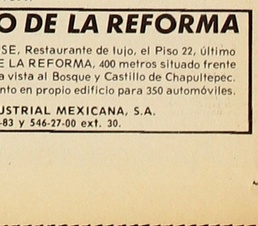 O DE LA REFORMA
SE, Restaurante de lujo, el Piso 22, último
E LA REFORMA, 400 metros situado frente
a vista al Bosque y Castillo de Chapultepec.
nto en propio edificio para 350 automóviles.
USTRIAL MEXICANA, S.A.
-83 y 546-27-00 ext. 30.